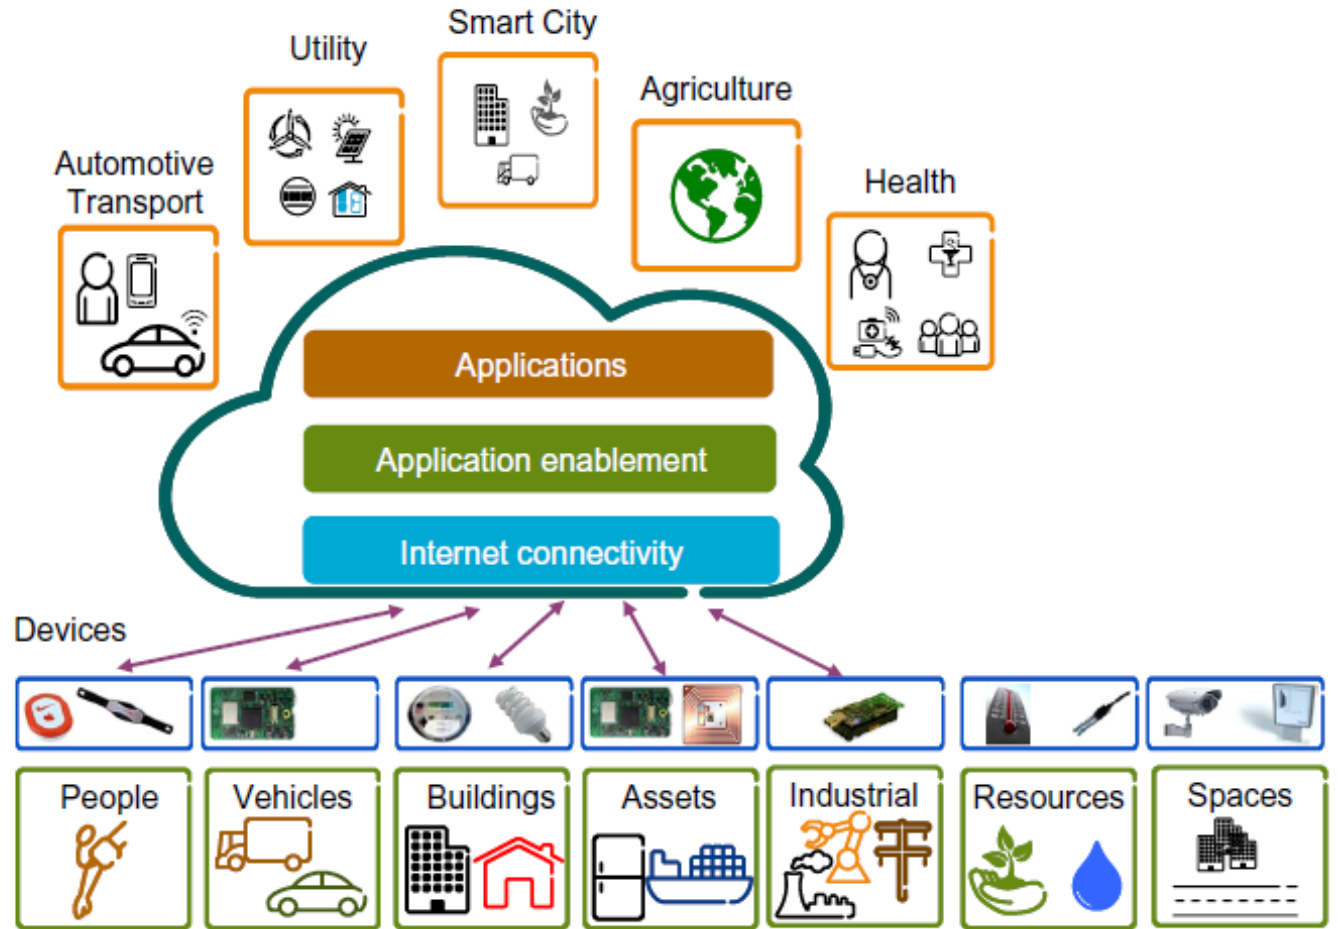 Smart City
Utility
Agriculture
Automotive
Transport
Health
Applications
Application enablement
Internet connectivity
Devices
People
Vehicles
Buildings
Assets
Industrial
Resources
Spaces